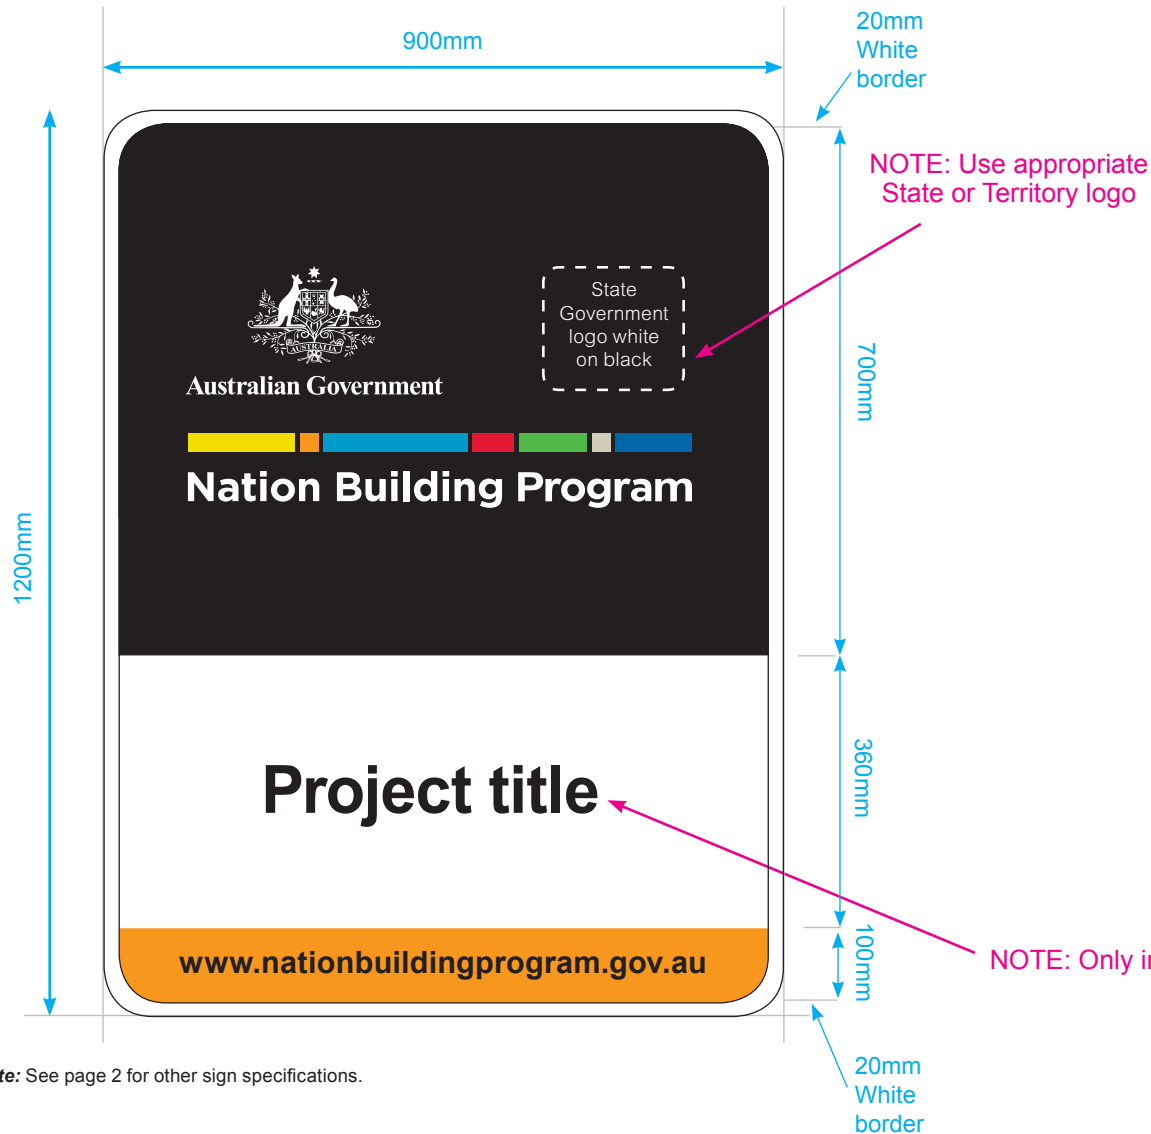 900mm
20mm
White
border
NOTE: Use appropriate
State or Territory logo
State
Government
logo white
on black
AUSTRALIA
Australian Government
700mm
Nation Building Program
1200mm
Project title
360mm
www.nationbuildingprogram.gov.au
100mm
NOTE: Only
20mm
White
border
See page 2 for other sign specifications.